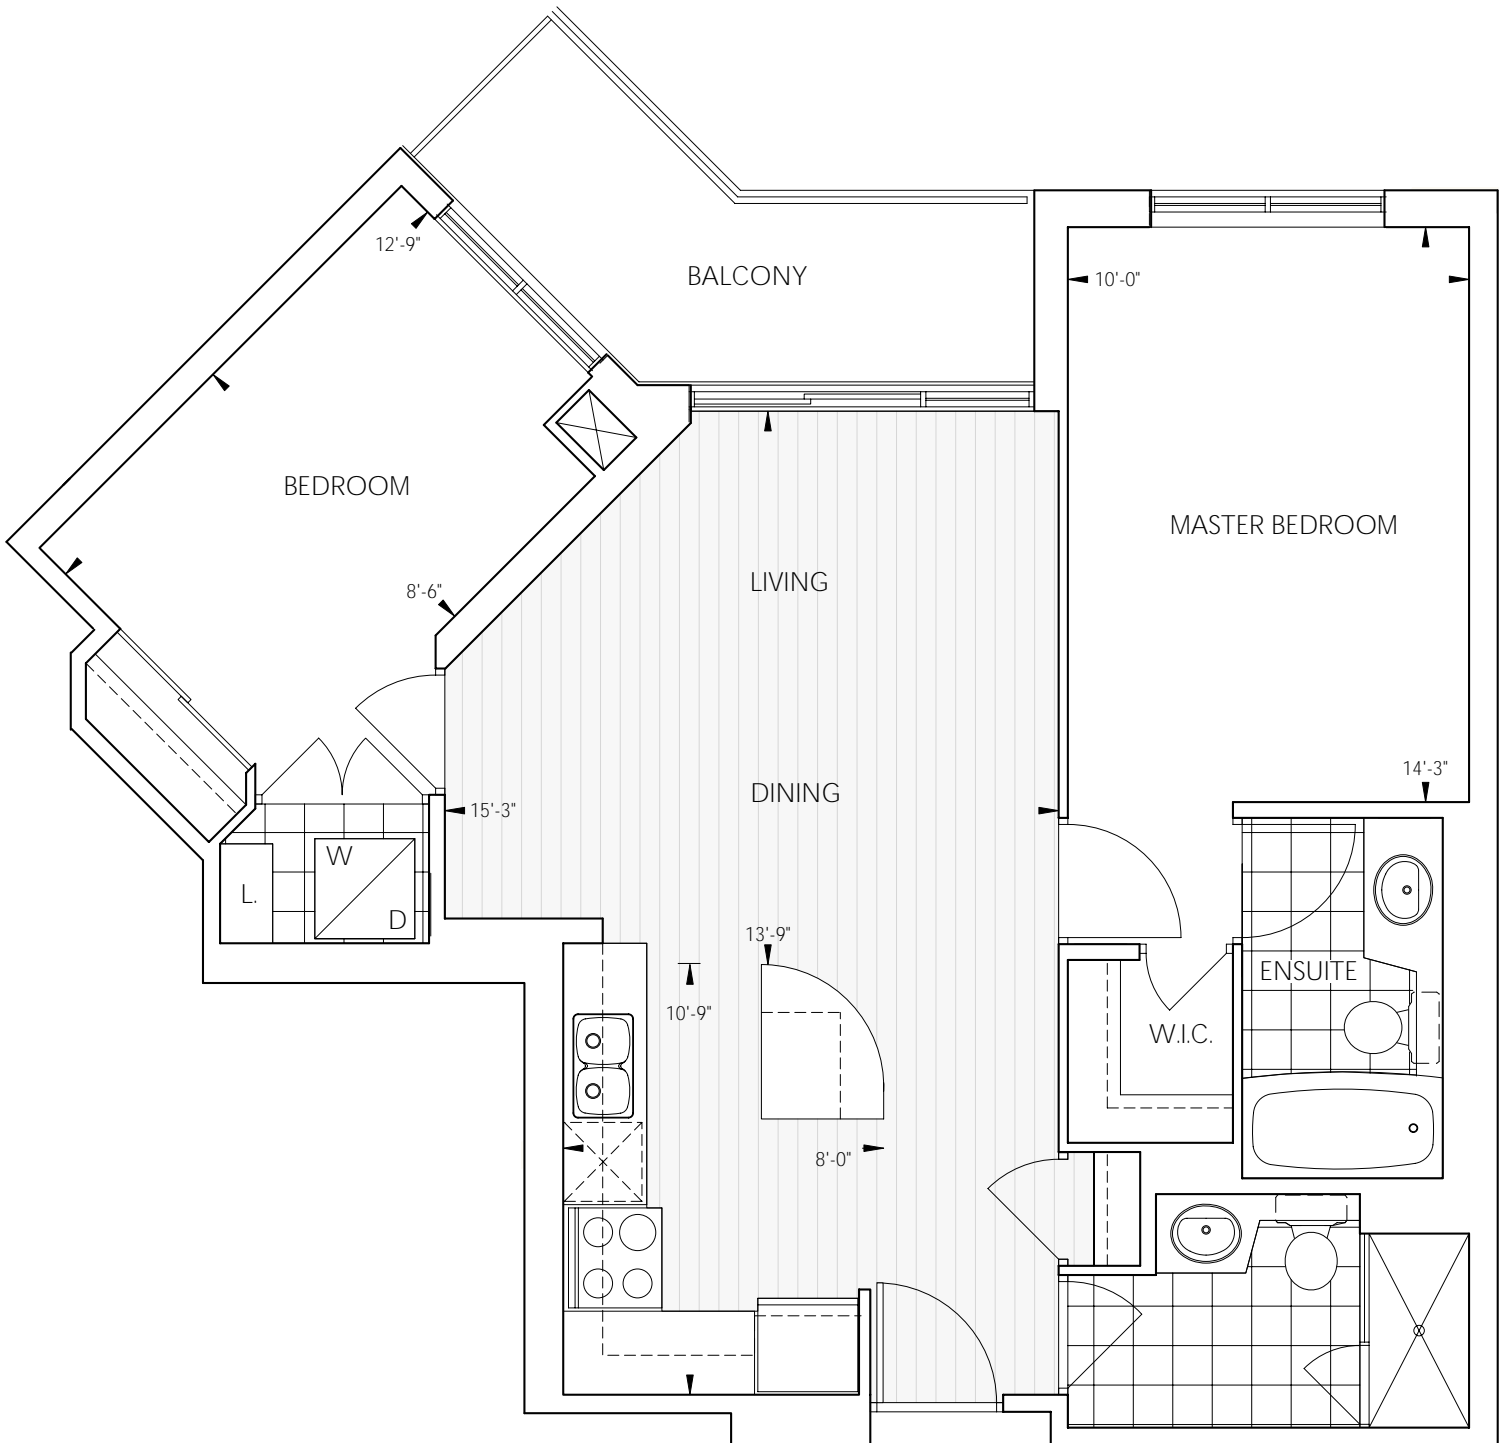 12'-9"
BALCONY
10'-0"
BEDROOM
MASTER BEDROOM
LIVING
8'-6"
14'-3"
DINING
15'-3"
W
D
L.
13'-9"
ENSUITE
10'-9"
W.I.C.
8'-0"